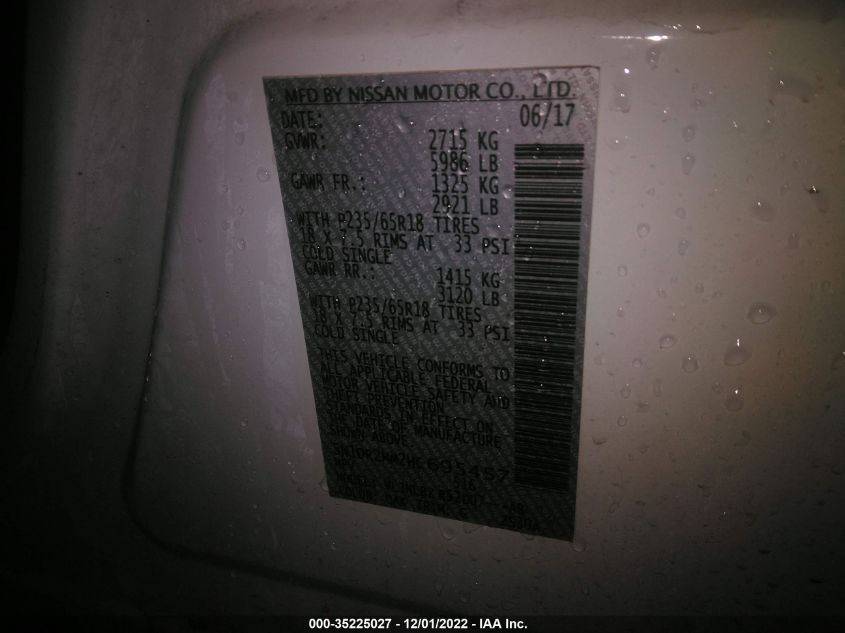 MFD BY NISSAN MOTOR CO., LTD.
DATE: 06/17
GVWR: 2715 KG
5986 LB
GAWR FR.: 1325 KG
2921 LB
WITH P235/65R18 TIRES
18 X 7.5 RIMS AT 33 PSI
COLD SINGLE
GAWR RR.: 1415 KG
3120 LB
WITH P235/65R18 TIRES
18 X 7.5 RIMS AT 33 PSI
COLD SINGLE
THIS VEHICLE CONFORMS TO
ALL APPLICABLE FEDERAL
MOTOR VEHICLE SAFETY AND
THEFT PREVENTION
STANDARDS IN EFFECT ON
THE DATE OF MANUFACTURE
SHOWN ABOVE
5N1DR2MM2HC695457
MPV
000-35225027 - 12/01/2022 - IAA Inc.